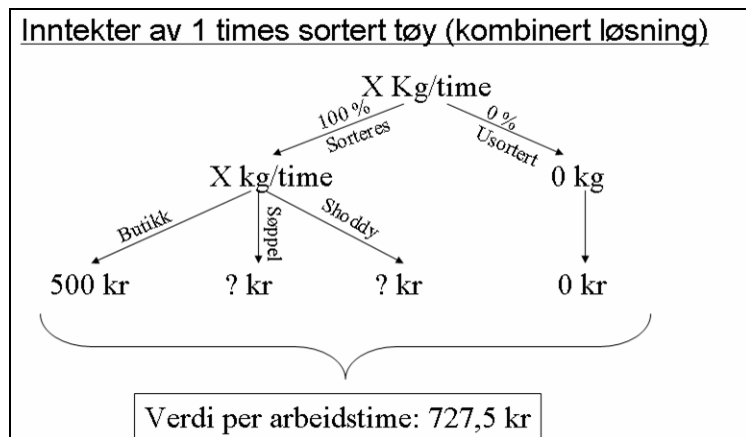 Inntekter av 1 times sortert tøy (kombinert løsning)
X Kg/time
100 %
Sorteres
0 %
Usortert
X kg/time
0 kg
Butikk
Søppel
Shoddy
500 kr
? kr
? kr
0 kr
Verdi per arbeidstime: 727,5 kr